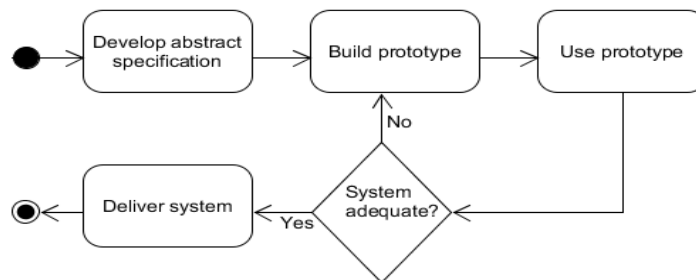 Develop abstract
specification
Build prototype
Use prototype
No
System
adequate?
Yes
Deliver system